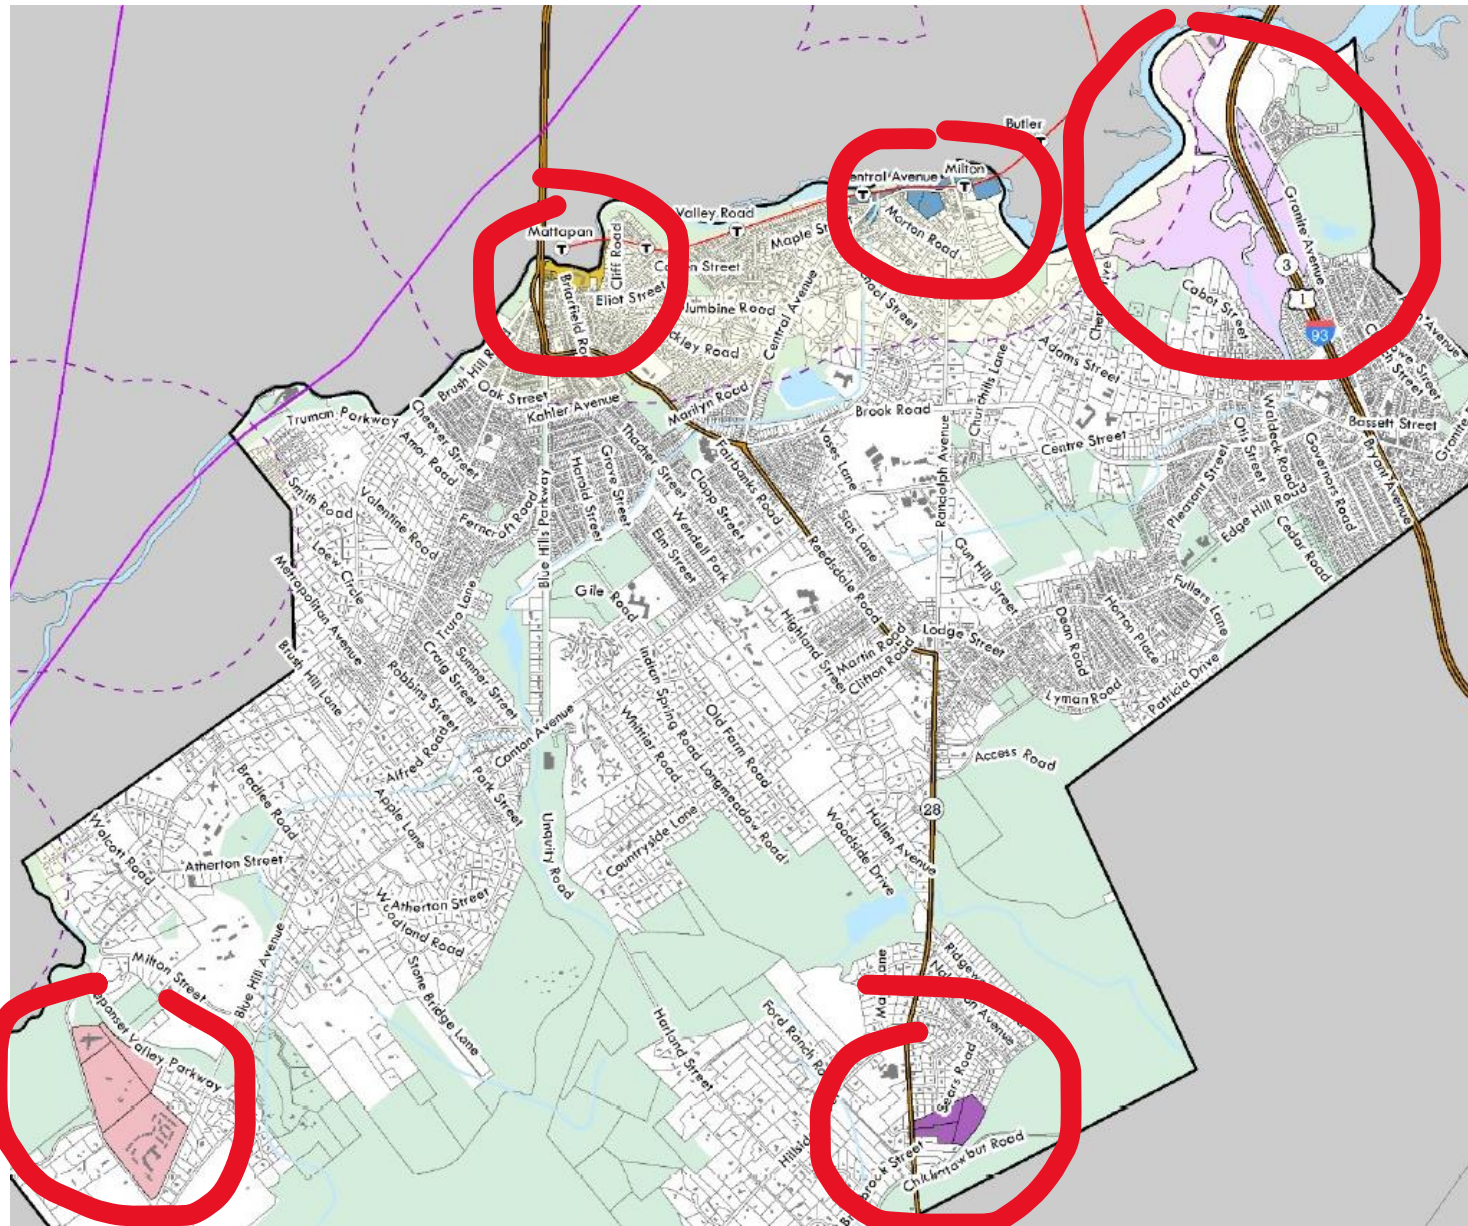 Butler
Milton
Central Avenue
Morton Road
Valley Road
Mattapan
Cliff Road
Maple
Eliot Street
Briarfield
Granite Avenue
3
1
93
Cabot Street
Central Avenue
Adams Street
Churchills Lane
Brush Hill
Oak Street
Kahler Avenue
Marilyn Road
Brook Road
Truman Parkway
Cheever Street
Amor Road
Thacher Street
Fairbanks Road
Voses Lane
Centre Street
Randolph Avenue
Otis Street
Waldeck Road
Bassett Street
Governors Road
Bryant Avenue
Pleasant Street
Edge Hill Road
Cedar Road
Smith Road
Valentine Road
Ferncroft Road
Blue Hills Parkway
Harold Street
Grove Street
Clapp Street
Wendell Park
Elm Street
Sias Lane
Reedsdale Road
Gun Hill Street
Fullers Lane
Loew Circle
Metropolitan Avenue
Truro Lane
Gile Road
Highland Street
Martin Road
Clifton Road
Lodge Street
Dean Road
Horton Place
Lyman Road
Patricia Drive
Brush Hill Lane
Craig Street
Sumner Street
Robbins Street
Indian Spring Road
Old Farm Road
Whittier Road
Longmeadow Road
Canton Avenue
Alfred Road
Park Street
Access Road
Bradlee Road
Apple Lane
28
Wolcott Road
Atherton Street
Unquity Road
Countryside Lane
Woodside Drive
Hallen Avenue
Atherton Street
Woodland Road
Stone Bridge Lane
Blue Hill Avenue
Milton Street
Valley Parkway
Harland Street
Ford Ranch
Sears Road
Chickatawbut Road